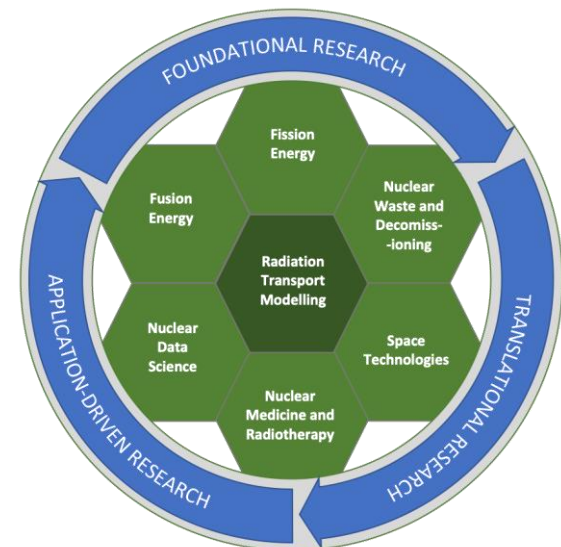 FOUNDATIONAL RESEARCH
Fission
Energy
Fusion
Energy
Nuclear
Waste and
Decomiss-
-ioning
Radiation
Transport
Modelling
Nuclear
Data
Science
Space
Technologies
Nuclear
Medicine and
Radiotherapy
APPLICATION-DRIVEN RESEARCH
TRANSLATIONAL RESEARCH